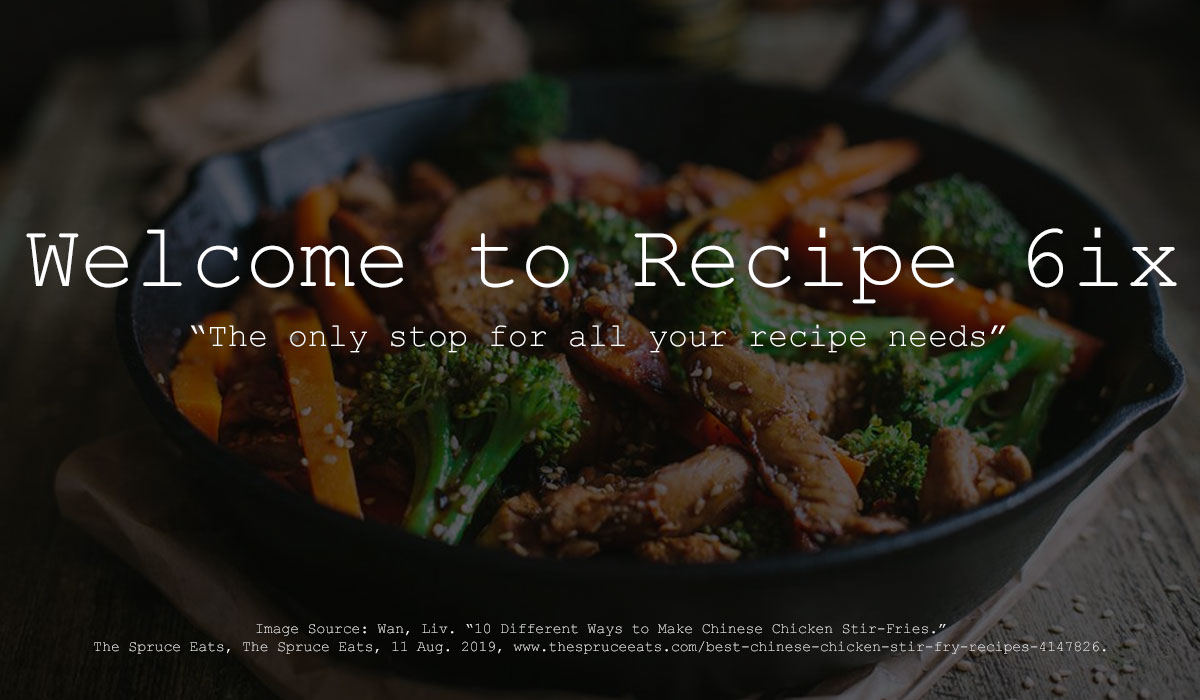 Welcome to Recipe 6ix
“The only stop for all your recipe needs”
Image Source: Wan, Liv. “10 Different Ways to Make Chinese Chicken Stir-Fries.”
The Spruce Eats, The Spruce Eats, 11 Aug. 2019, www.thespruceeats.com/best-chinese-chicken-stir-fry-recipes-4147826.